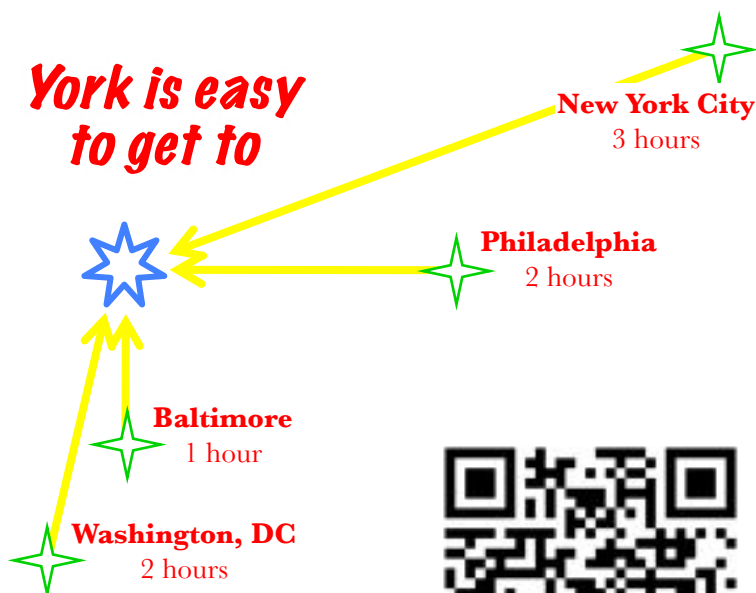 York is easy
to get to
New York City
3 hours
Philadelphia
2 hours
Baltimore
1 hour
Washington, DC
2 hours